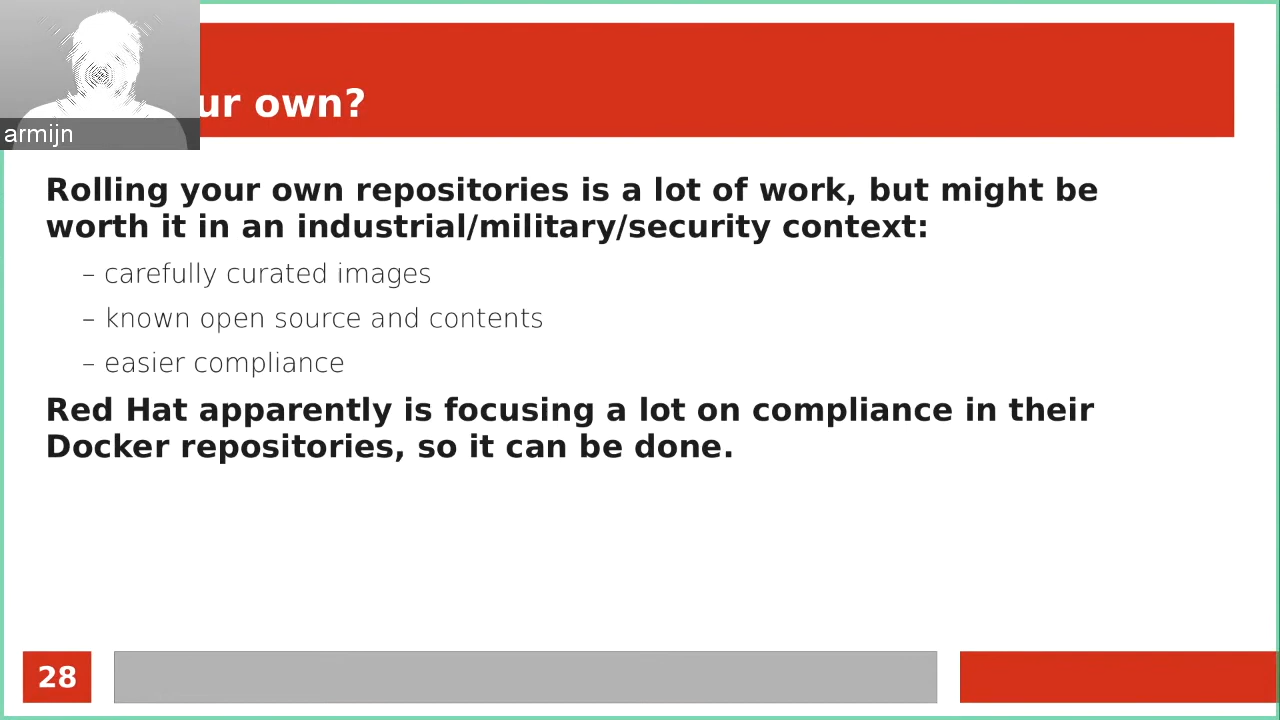 ur own?
armijn
Rolling your own repositories is a lot of work, but might be
worth it in an industrial/military/security context:
– carefully curated images
– known open source and contents
– easier compliance
Red Hat apparently is focusing a lot on compliance in their
Docker repositories, so it can be done.
28